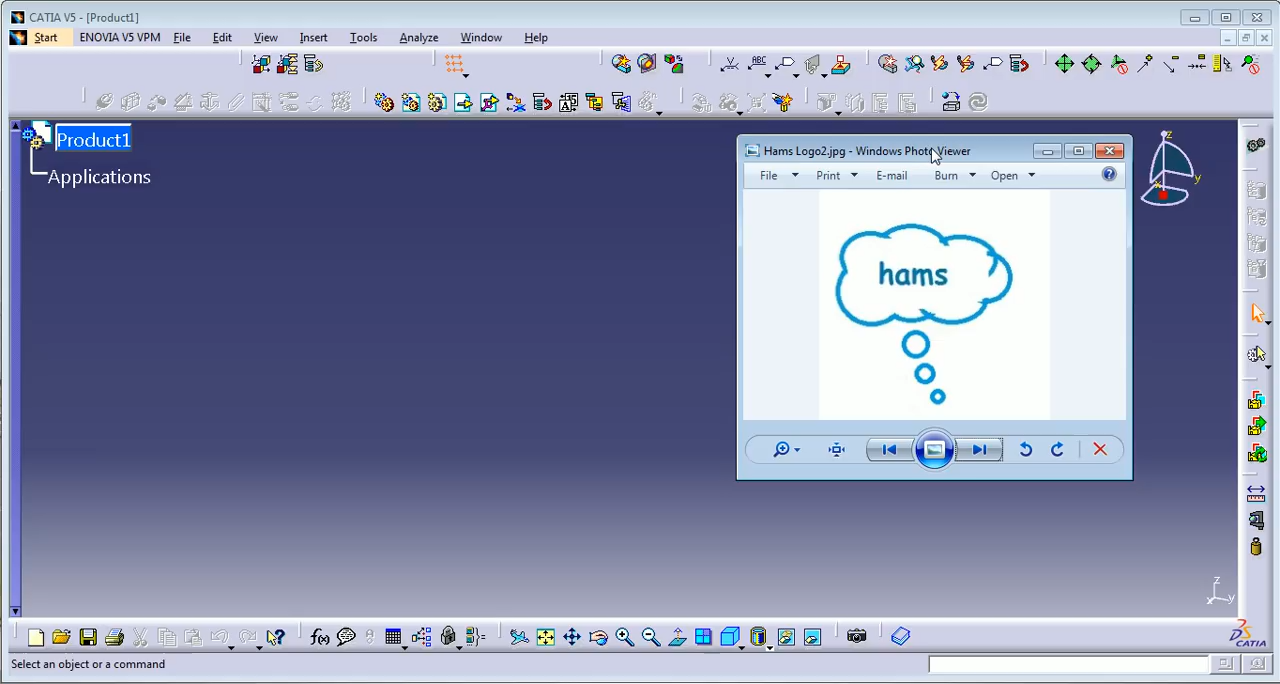 CATIA V5 - [Product1]
Start ENOVIA V5 VPM File Edit View Insert Tools Analyze Window Help
ABC
Product1
Applications
Hams Logo2.jpg - Windows Photo Viewer
File Print E-mail Burn Open
hams
z
x
y
z
x
y
f(x)
CATIA
Select an object or a command